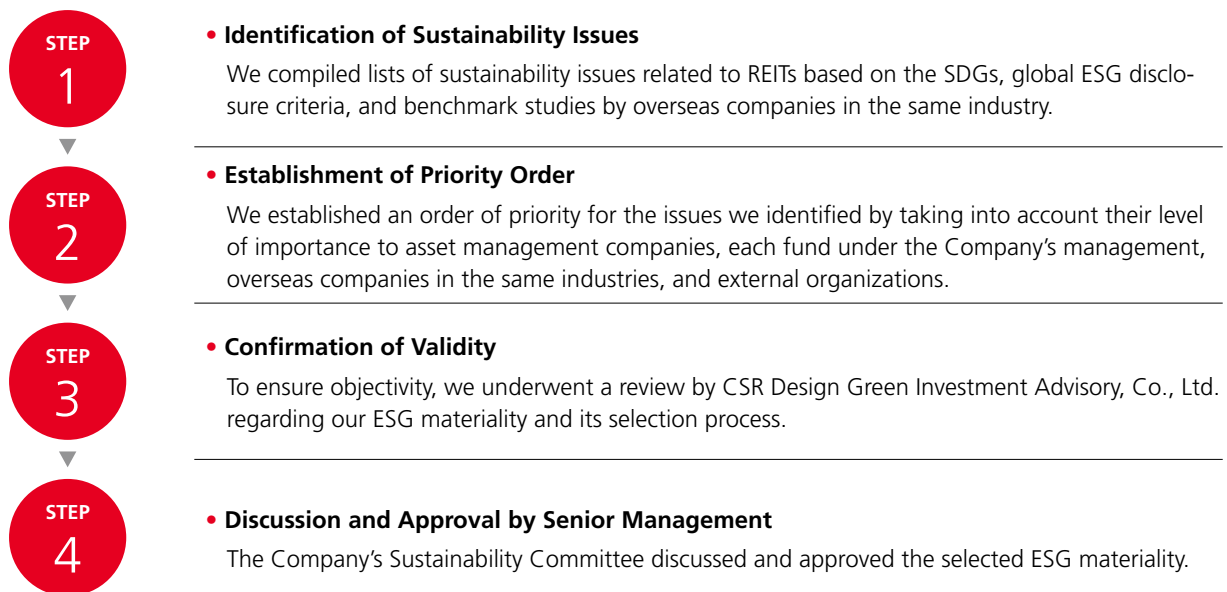 STEP
1
• Identification of Sustainability Issues
We compiled lists of sustainability issues related to REITs based on the SDGs, global ESG disclo-
sure criteria, and benchmark studies by overseas companies in the same industry.
STEP
2
• Establishment of Priority Order
We established an order of priority for the issues we identified by taking into account their level
of importance to asset management companies, each fund under the Company’s management,
overseas companies in the same industries, and external organizations.
STEP
3
• Confirmation of Validity
To ensure objectivity, we underwent a review by CSR Design Green Investment Advisory, Co., Ltd.
regarding our ESG materiality and its selection process.
STEP
4
• Discussion and Approval by Senior Management
The Company’s Sustainability Committee discussed and approved the selected ESG materiality.